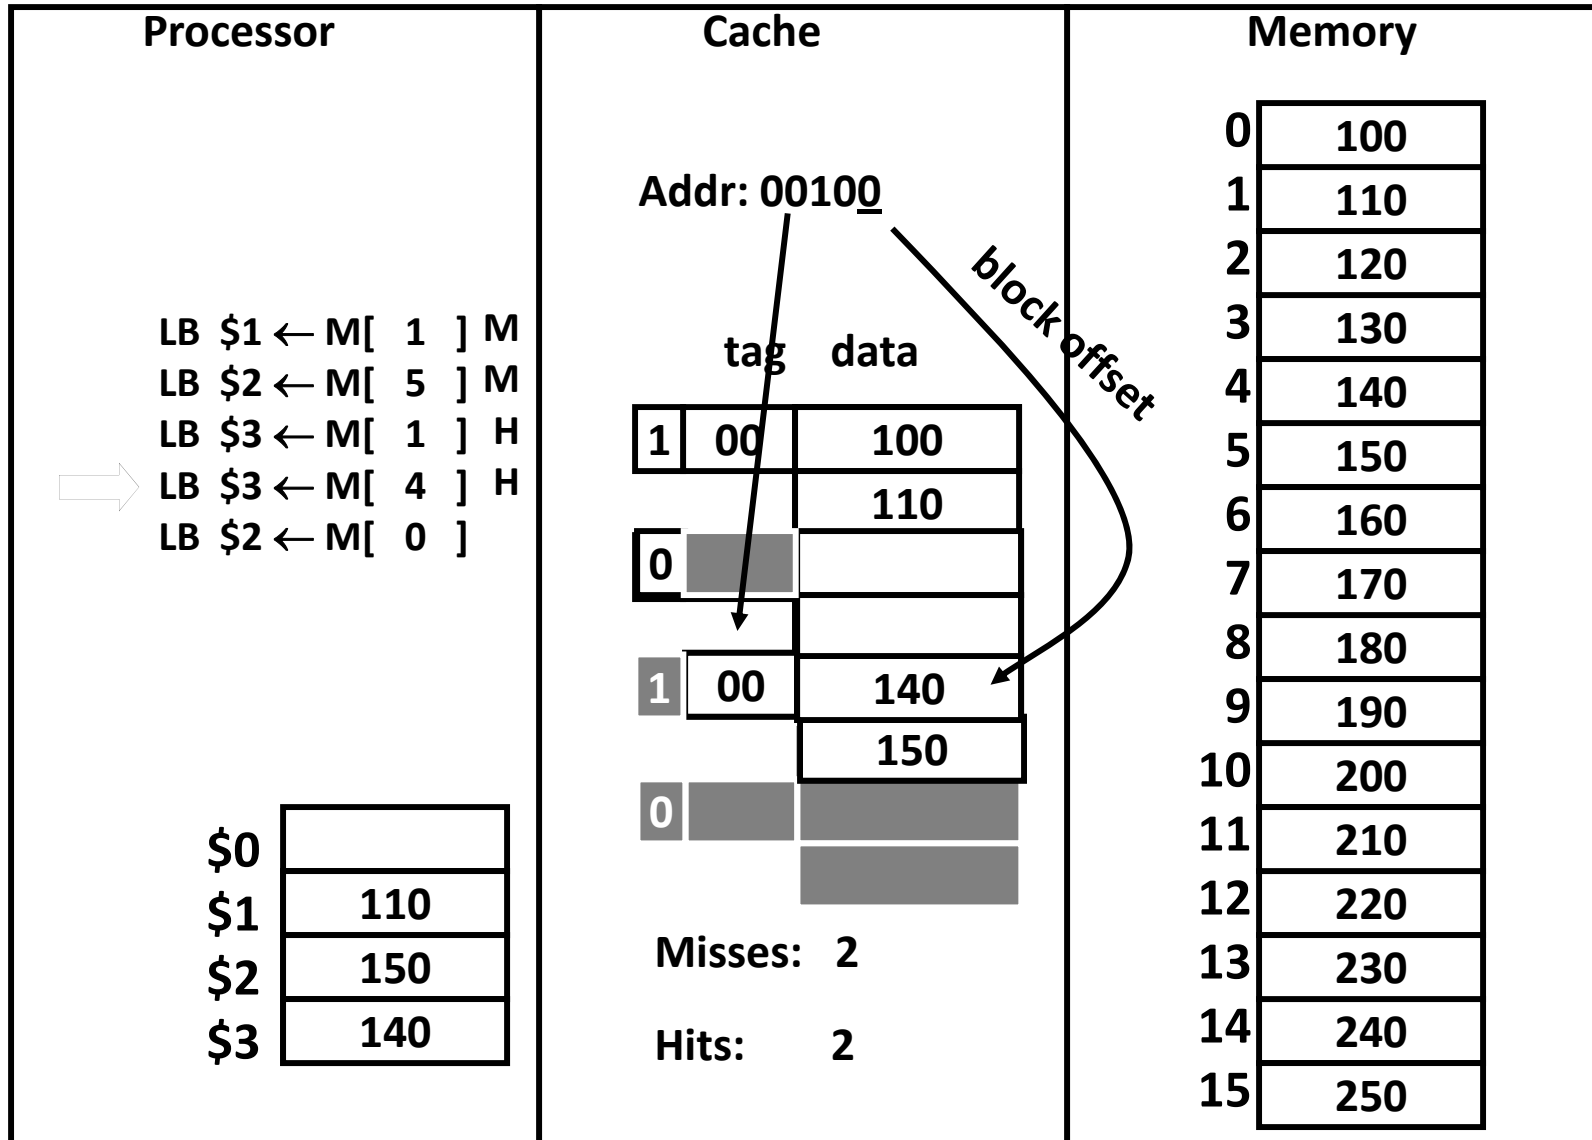 Processor
LB $1 ← M[ 1 ] M
LB $2 ← M[ 5 ] M
LB $3 ← M[ 1 ] H
LB $3 ← M[ 4 ] H
LB $2 ← M[ 0 ]
$0
$1 110
$2 150
$3 140
Cache
Addr: 00100
block offset
tag data
1 00 100
110
0
1 00 140
150
0
Misses: 2
Hits: 2
Memory
0 100
1 110
2 120
3 130
4 140
5 150
6 160
7 170
8 180
9 190
10 200
11 210
12 220
13 230
14 240
15 250